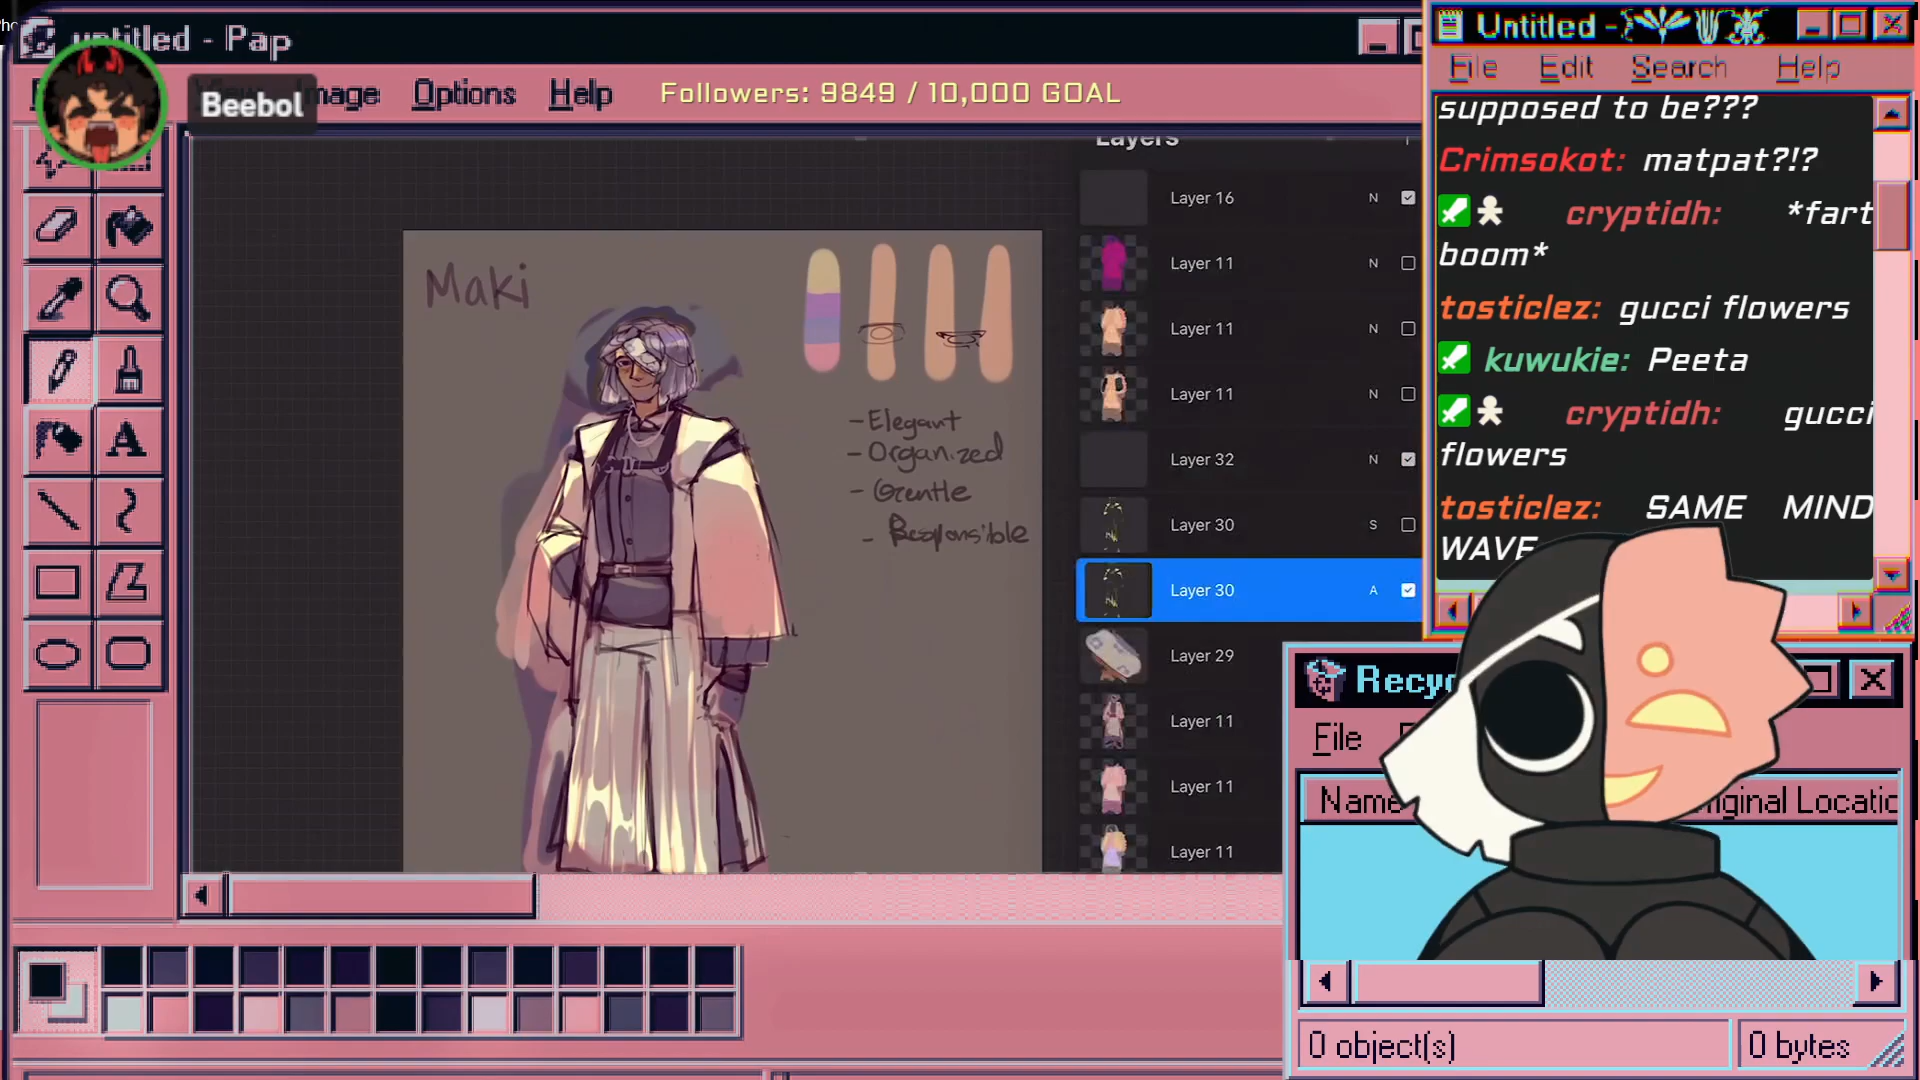 untitled - Pap
Beebol
Image
Options
Help
Followers: 9849 / 10,000 GOAL
Layers
Layer 16 N
Layer 11 N
Layer 11 N
Layer 11 N
Layer 32 N
Layer 30 S
Layer 30 A
Layer 29
Layer 11
Layer 11
Layer 11
Maki
- Elegant
- Organized
- Gentle
- Responsible
Untitled -
File Edit Search Help
supposed to be???
Crimsokot: matpat?!?
cryptidh: *fart
boom*
tosticlez: gucci flowers
kuwukie: Peeta
cryptidh: gucci
flowers
tosticlez: SAME MIND
WAVE
Recyc
File
Name
iginal Locatio
0 object(s)
0 bytes